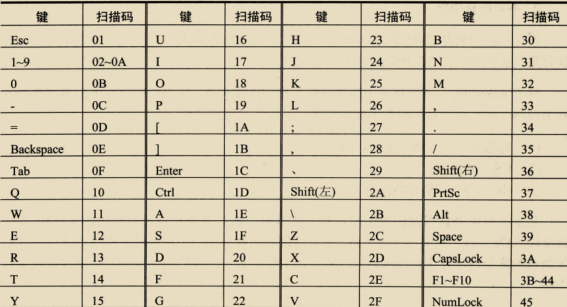 键 扫描码 键 扫描码 键 扫描码 键 扫描码
Esc 01 U 16 H 23 B 30
1~9 02~0A I 17 J 24 N 31
0 0B O 18 K 25 M 32
- 0C P 19 L 26 , 33
= 0D [ 1A ; 27 . 34
Backspace 0E ] 1B , 28 / 35
Tab 0F Enter 1C 、 29 Shift(右) 36
Q 10 Ctrl 1D Shift(左) 2A PrtSc 37
W 11 A 1E \ 2B Alt 38
E 12 S 1F Z 2C Space 39
R 13 D 20 X 2D CapsLock 3A
T 14 F 21 C 2E F1~F10 3B~44
Y 15 G 22 V 2F NumLock 45